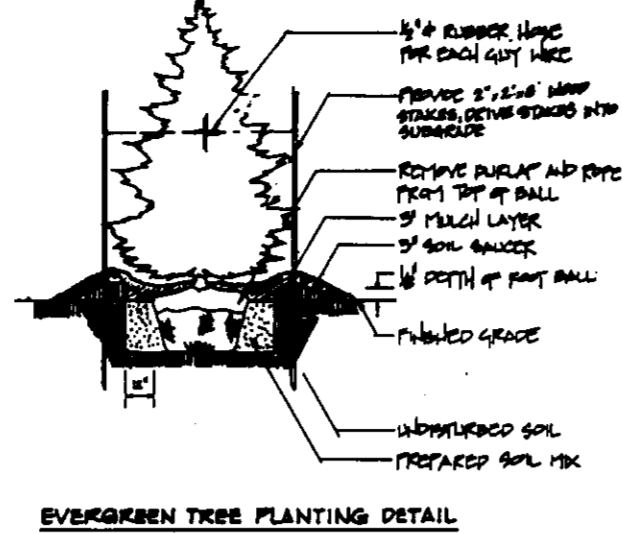 ½"⌀ RUBBER HOSE
FOR EACH GUY WIRE
PROVIDE 2"x2"x8' WOOD
STAKES, DRIVE STAKES INTO
SUBGRADE
REMOVE BURLAP AND ROPE
FROM TOP OF BALL
3" MULCH LAYER
3" SOIL SAUCER
DEPTH OF ROOT BALL
FINISHED GRADE
UNDISTURBED SOIL
PREPARED SOIL MIX
EVERGREEN TREE PLANTING DETAIL